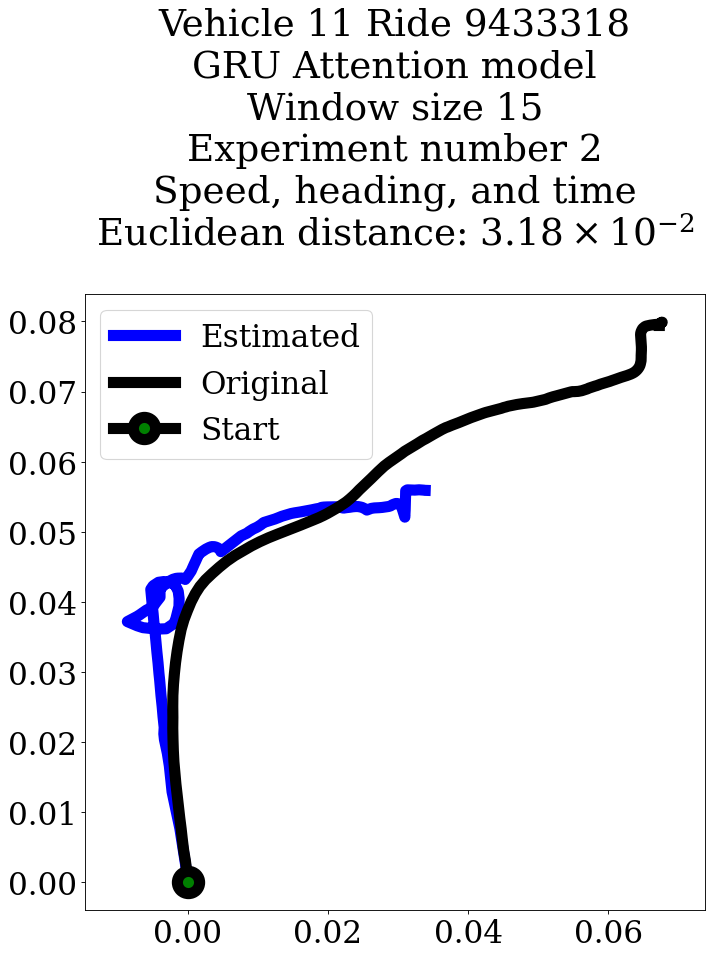 Vehicle 11 Ride 9433318
GRU Attention model
Window size 15
Experiment number 2
Speed, heading, and time
Euclidean distance: 3.18 × 10⁻²
Estimated
Original
Start
0.08
0.07
0.06
0.05
0.04
0.03
0.02
0.01
0.00
0.00 0.02 0.04 0.06